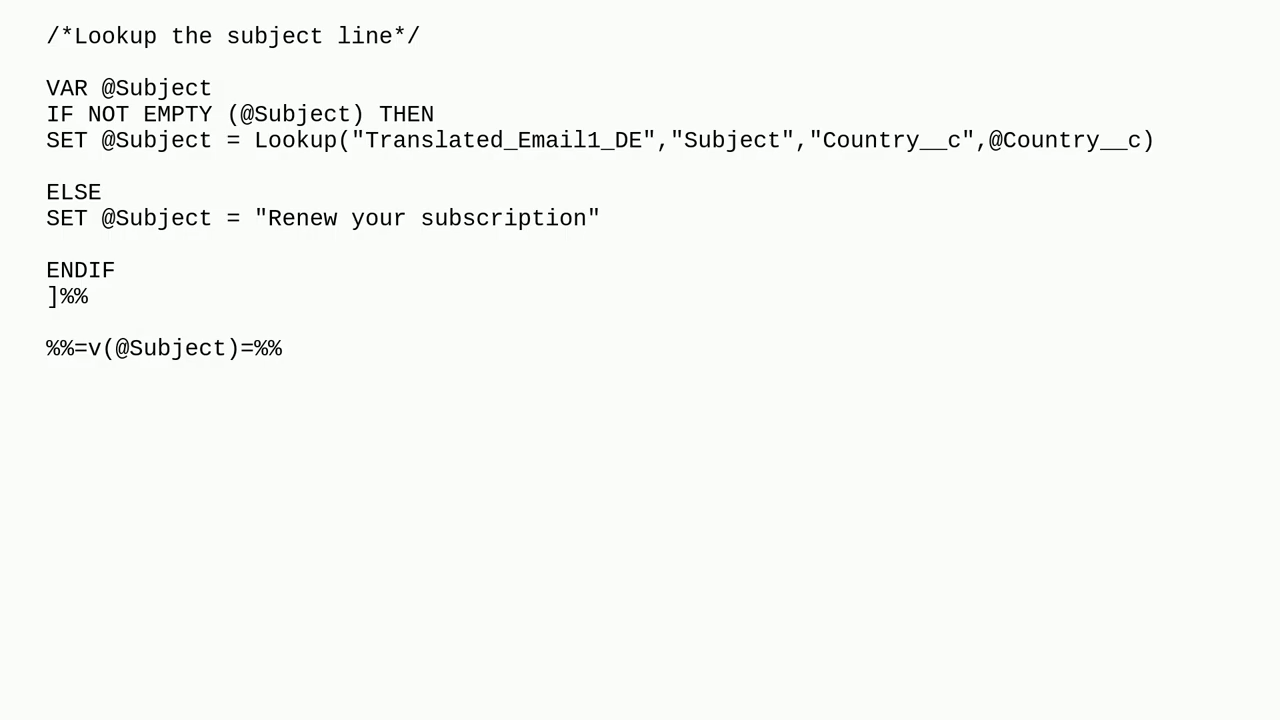 /*Lookup the subject line*/
VAR @Subject
IF NOT EMPTY (@Subject) THEN
SET @Subject = Lookup("Translated_Email1_DE","Subject","Country__c",@Country__c)
ELSE
SET @Subject = "Renew your subscription"
ENDIF
]%%
%%=v(@Subject)=%%